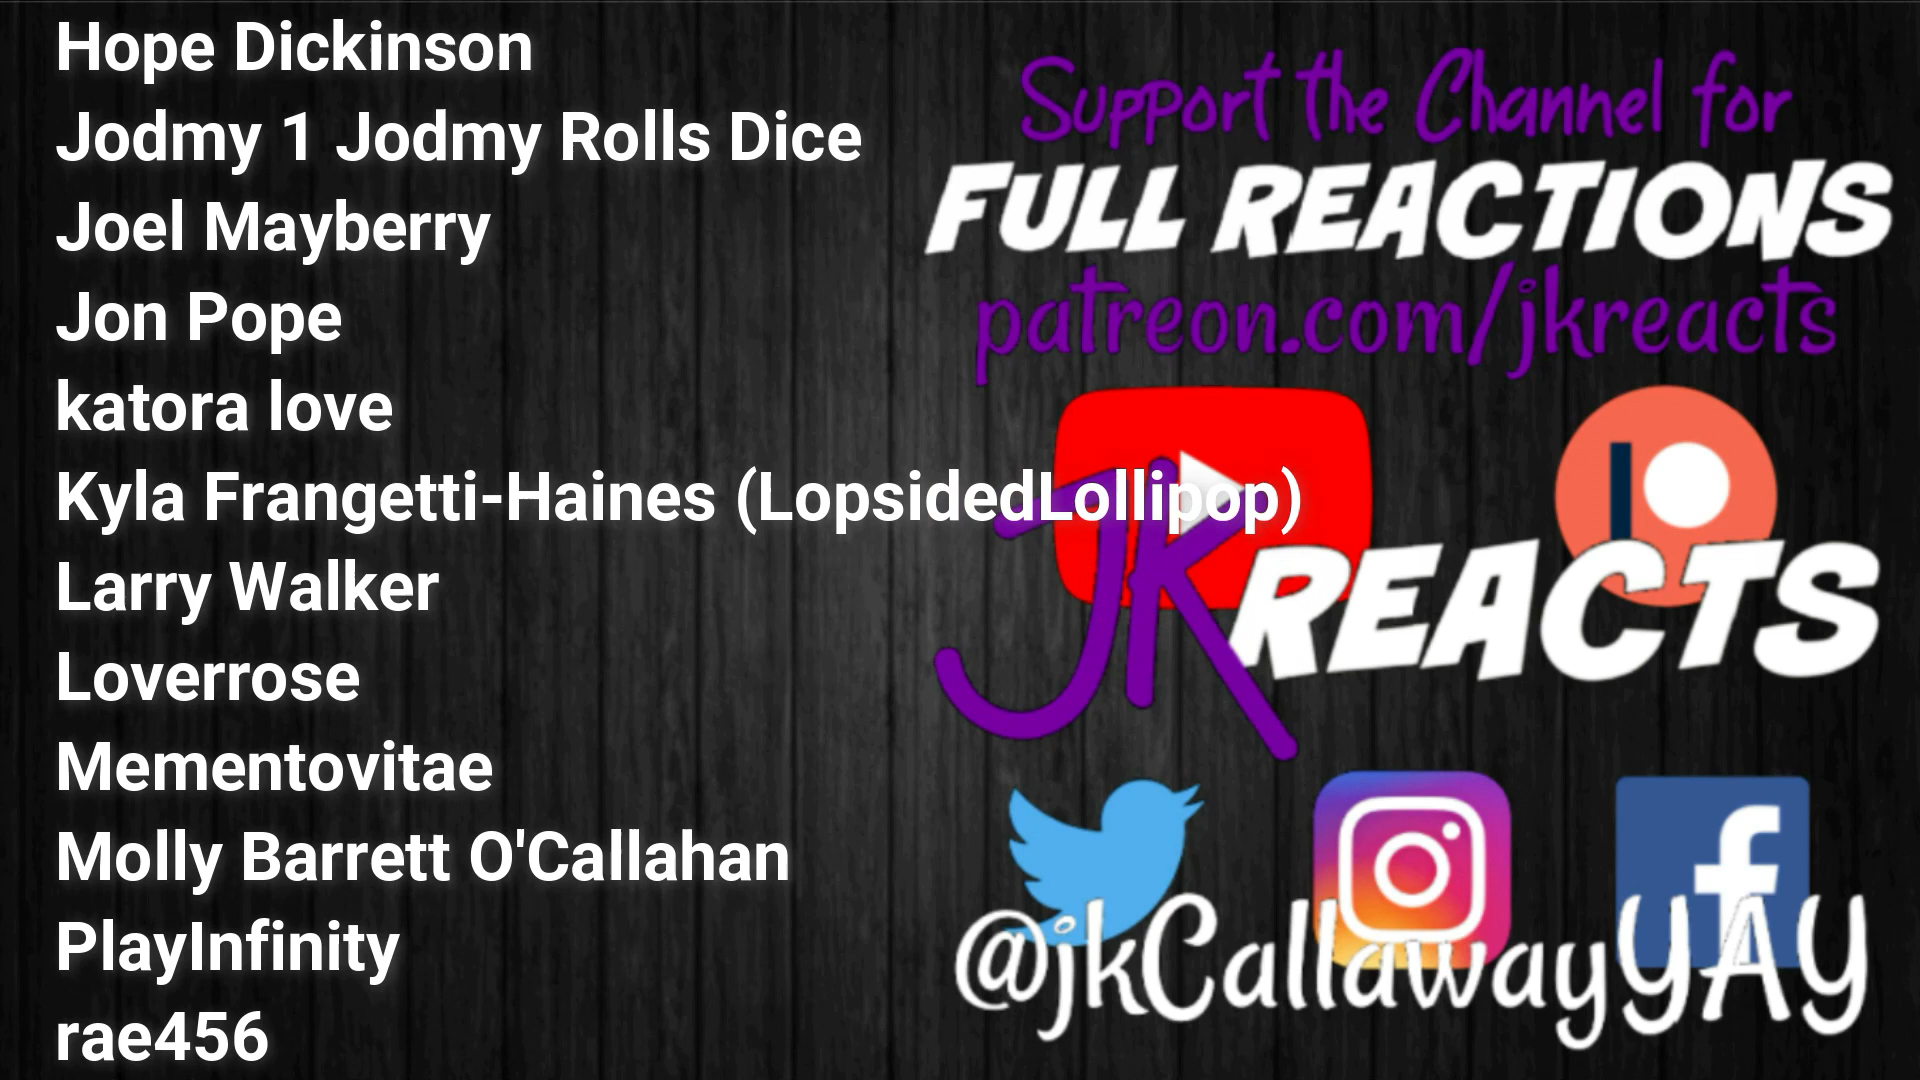 Hope Dickinson
Jodmy 1 Jodmy Rolls Dice
Joel Mayberry
Jon Pope
katora love
Kyla Frangetti-Haines (LopsidedLollipop)
Larry Walker
Loverrose
Mementovitae
Molly Barrett O'Callahan
PlayInfinity
rae456
Support the Channel for
FULL REACTIONS
patreon.com/jkreacts
JK REACTS
@jkCallawayYAY